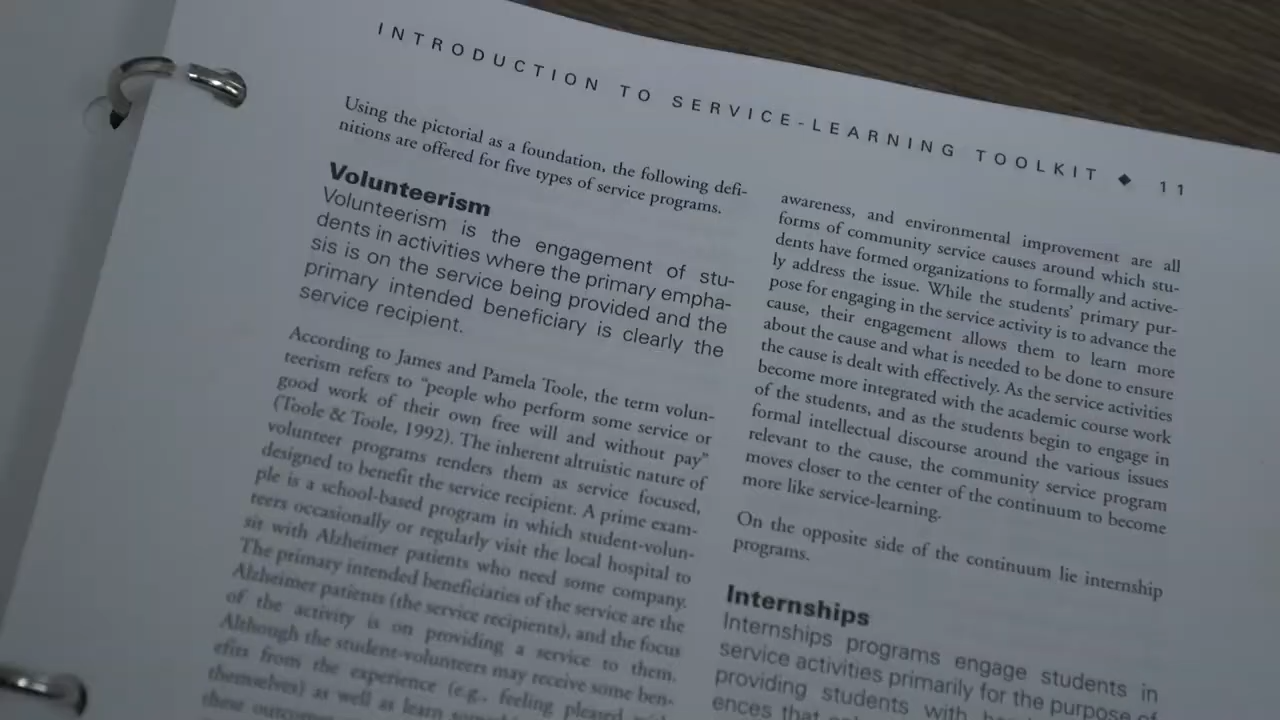 INTRODUCTION TO SERVICE-LEARNING TOOLKIT ◆ 11
Using the pictorial as a foundation, the following defi-
nitions are offered for five types of service programs.
Volunteerism
Volunteerism is the engagement of stu-
dents in activities where the primary empha-
sis is on the service being provided and the
primary intended beneficiary is clearly the
service recipient.
According to James and Pamela Toole, the term volun-
teerism refers to "people who perform some service or
good work of their own free will and without pay"
(Toole & Toole, 1992). The inherent altruistic nature of
volunteer programs renders them as service focused,
designed to benefit the service recipient. A prime exam-
ple is a school-based program in which student-volun-
teers occasionally or regularly visit the local hospital to
sit with Alzheimer patients who need some company.
The primary intended beneficiaries of the service are the
Alzheimer patients (the service recipients), and the focus
of the activity is on providing a service to them.
Although the student-volunteers may receive some ben-
efits from the experience (e.g., feeling pleased with
themselves) as well as learn
these
awareness, and environmental improvement are all
forms of community service causes around which stu-
dents have formed organizations to formally and active-
ly address the issue. While the students' primary pur-
pose for engaging in the service activity is to advance the
cause, their engagement allows them to learn more
about the cause and what is needed to be done to ensure
the cause is dealt with effectively. As the service activities
become more integrated with the academic course work
of the students, and as the students begin to engage in
formal intellectual discourse around the various issues
relevant to the cause, the community service program
moves closer to the center of the continuum to become
more like service-learning.
On the opposite side of the continuum lie internship
programs.
Internships
Internships programs engage students in
service activities primarily for the purpose of
providing students with
ences that